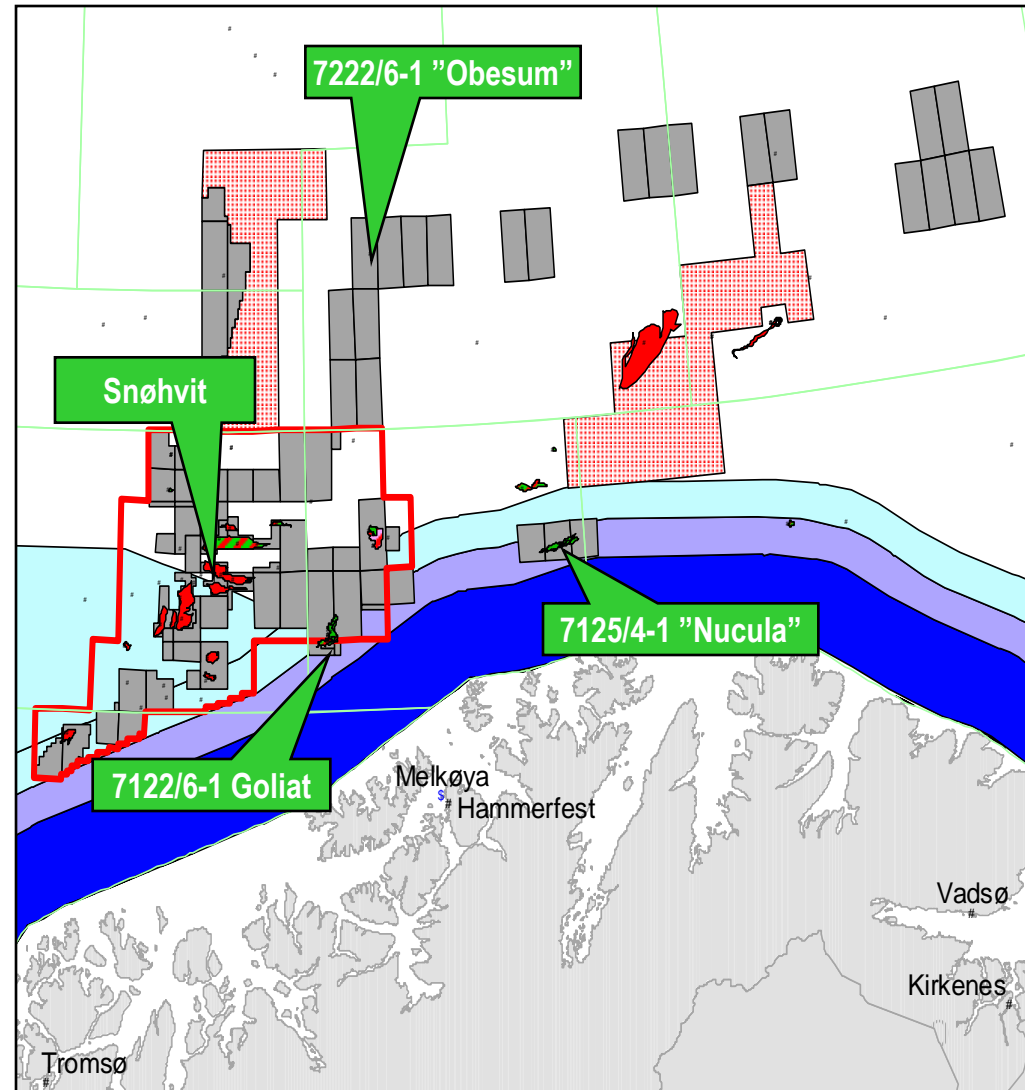 7222/6-1 ”Obesum”
Snøhvit
7125/4-1 ”Nucula”
7122/6-1 Goliat
Melkøya
$
Hammerfest
Vadsø
Kirkenes
Tromsø